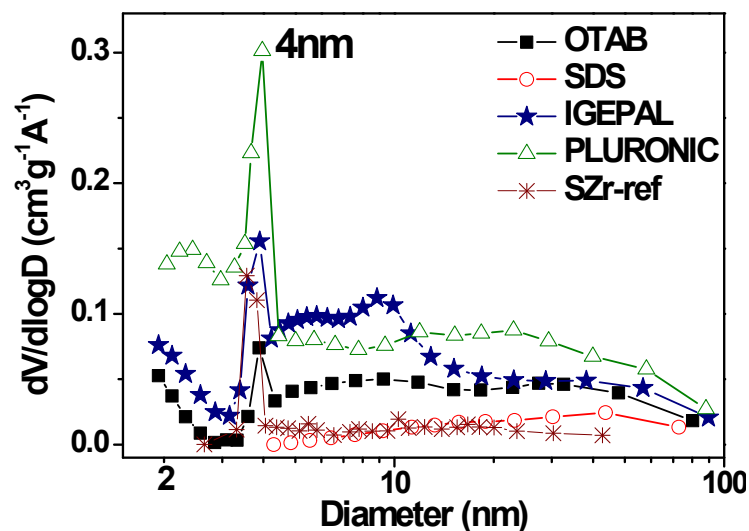 4nm
OTAB
SDS
IGEPAL
PLURONIC
SZr-ref
0.3
0.2
0.1
0.0
dV/dlogD (cm³g⁻¹A⁻¹)
2
10
100
Diameter (nm)